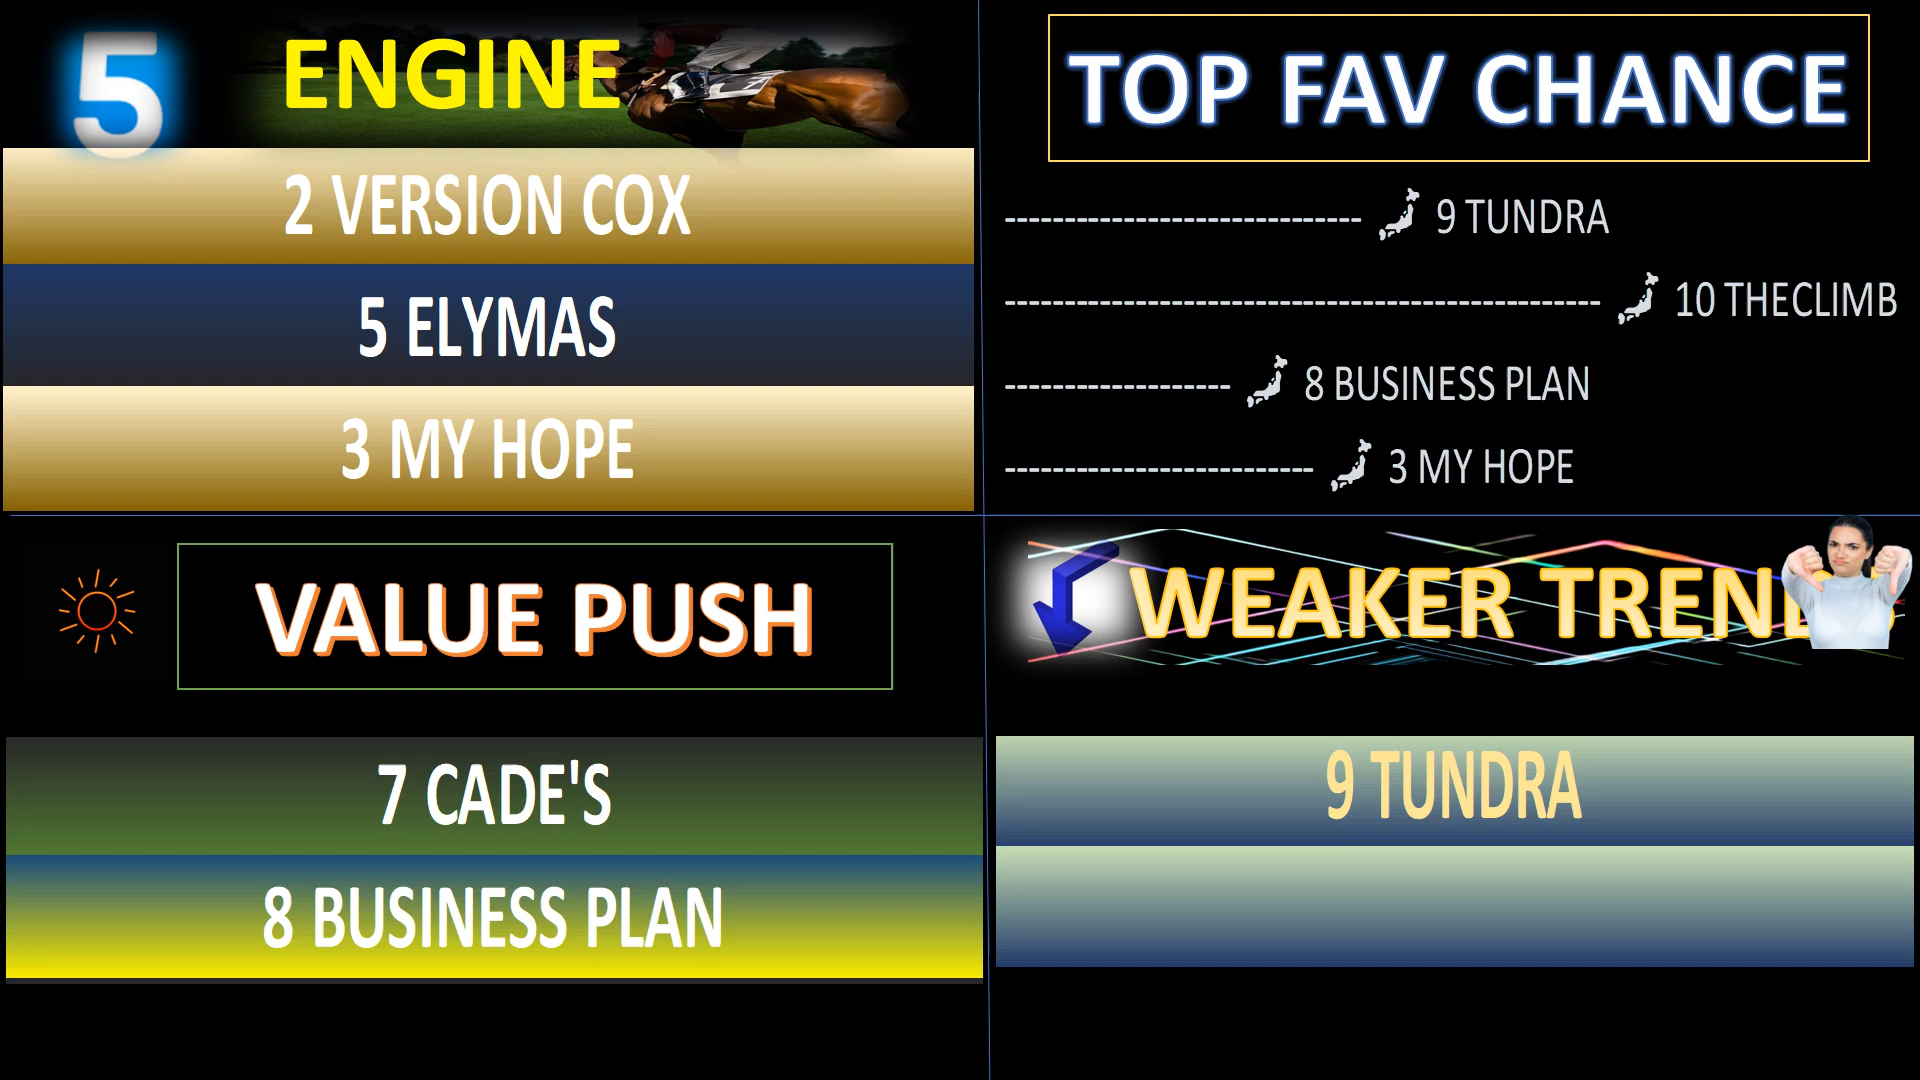 5
ENGINE
2 VERSION COX
5 ELYMAS
3 MY HOPE
TOP FAV CHANCE
----------------------------- 9 TUNDRA
------------------------------------------------- 10 THECLIMB
------------------- 8 BUSINESS PLAN
-------------------------- 3 MY HOPE
VALUE PUSH
7 CADE'S
8 BUSINESS PLAN
WEAKER
9 TUNDRA